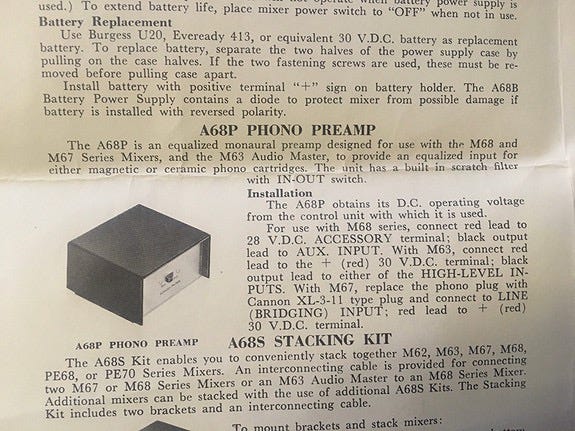 used.) To extend battery life, place mixer power switch to "OFF" when not in use.
Battery Replacement
Use Burgess U20, Eveready 413, or equivalent 30 V.D.C. battery as replacement
battery. To replace battery, separate the two halves of the power supply case by
pulling on the case halves. If the two fastening screws are used, these must be re-
moved before pulling case apart.
Install battery with positive terminal "+" sign on battery holder. The A68B
Battery Power Supply contains a diode to protect mixer from possible damage if
battery is installed with reversed polarity.
A68P PHONO PREAMP
The A68P is an equalized monaural preamp designed for use with the M68 and
M67 Series Mixers, and the M63 Audio Master, to provide an equalized input for
either magnetic or ceramic phono cartridges. The unit has a built in scratch filter
with IN-OUT switch.
Installation
The A68P obtains its D.C. operating voltage
from the control unit with which it is used.
For use with M68 series, connect red lead to
28 V.D.C. ACCESSORY terminal; black output
lead to AUX. INPUT. With M63, connect red
lead to the + (red) 30 V.D.C. terminal; black
output lead to either of the HIGH-LEVEL IN-
PUTS. With M67, replace the phono plug with
Cannon XL-3-11 type plug and connect to LINE
(BRIDGING) INPUT; red lead to + (red)
30 V.D.C. terminal.
A68P PHONO PREAMP
A68S STACKING KIT
The A68S Kit enables you to conveniently stack together M62, M63, M67, M68,
PE68, or PE70 Series Mixers. An interconnecting cable is provided for connecting
two M67 or M68 Series Mixers or an M63 Audio Master to an M68 Series Mixer.
Additional mixers can be stacked with the use of additional A68S Kits. The Stacking
Kit includes two brackets and an interconnecting cable.
To mount brackets and stack mixers: